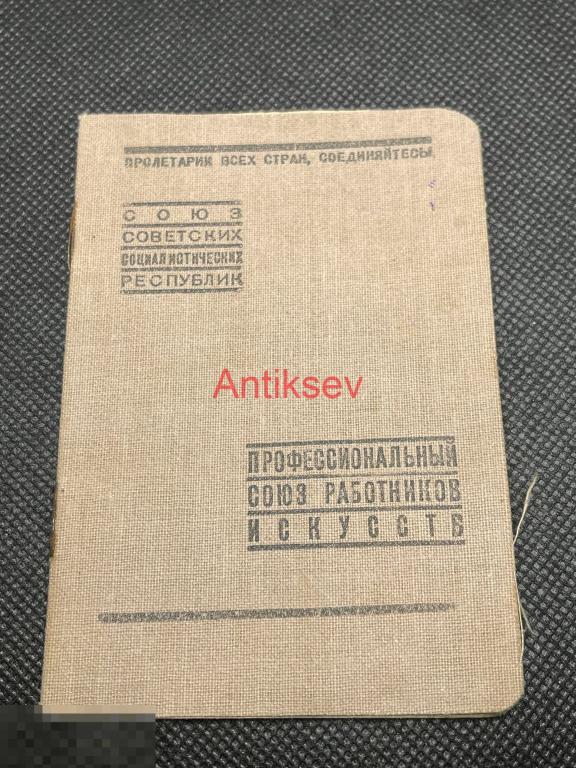 ПРОЛЕТАРИИ ВСЕХ СТРАН, СОЕДИНЯЙТЕСЬ!
СОЮЗ
СОВЕТСКИХ
СОЦИАЛИСТИЧЕСКИХ
РЕСПУБЛИК
Antiksev
ПРОФЕССИОНАЛЬНЫЙ
СОЮЗ РАБОТНИКОВ
ИСКУССТВ